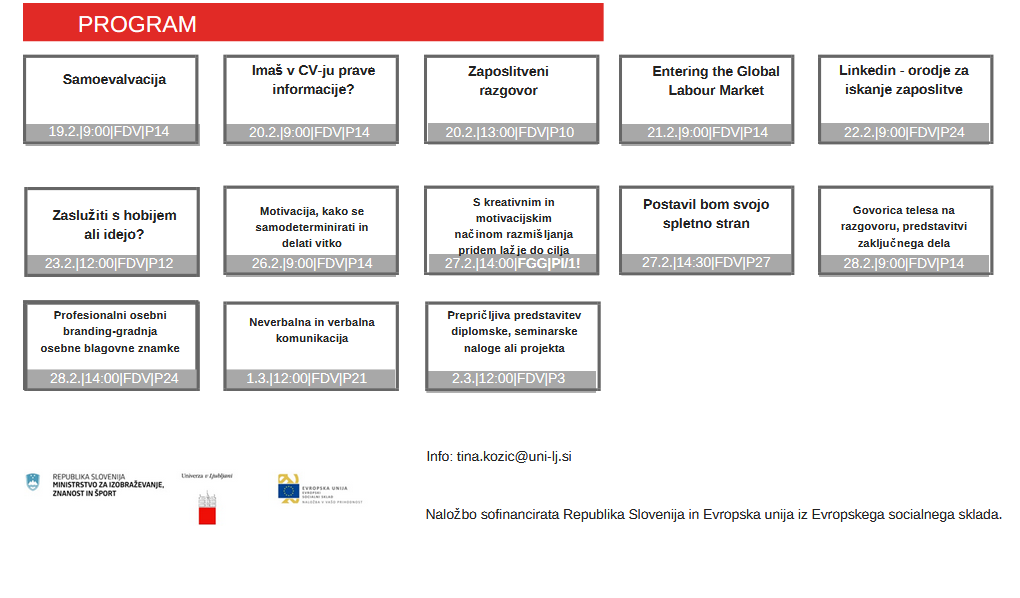 PROGRAM
Samoevalvacija
19.2.|9:00|FDV|P14
Imaš v CV-ju prave
informacije?
20.2.|9:00|FDV|P14
Zaposlitveni
razgovor
20.2.|13:00|FDV|P10
Entering the Global
Labour Market
21.2.|9:00|FDV|P14
Linkedin - orodje za
iskanje zaposlitve
22.2.|9:00|FDV|P24
Zaslužiti s hobijem
ali idejo?
23.2.|12:00|FDV|P12
Motivacija, kako se
samodeterminirati in
delati vitko
26.2.|9:00|FDV|P14
S kreativnim in
motivacijskim
načinom razmišljanja
pridem lažje do cilja
27.2.|14:00|FGG|PI/1!
Postavil bom svojo
spletno stran
27.2.|14:30|FDV|P27
Govorica telesa na
razgovoru, predstavitvi
zaključnega dela
28.2.|9:00|FDV|P14
Profesionalni osebni
branding-gradnja
osebne blagovne znamke
28.2.|14:00|FDV|P24
Neverbalna in verbalna
komunikacija
1.3.|12:00|FDV|P21
Prepričljiva predstavitev
diplomske, seminarske
naloge ali projekta
2.3.|12:00|FDV|P3
Info: tina.kozic@uni-lj.si
REPUBLIKA SLOVENIJA
MINISTRSTVO ZA IZOBRAŽEVANJE,
ZNANOST IN ŠPORT
Univerza v Ljubljani
EVROPSKA UNIJA
EVROPSKI
SOCIALNI SKLAD
NALOŽBA V VAŠO PRIHODNOST
Naložbo sofinancirata Republika Slovenija in Evropska unija iz Evropskega socialnega sklada.